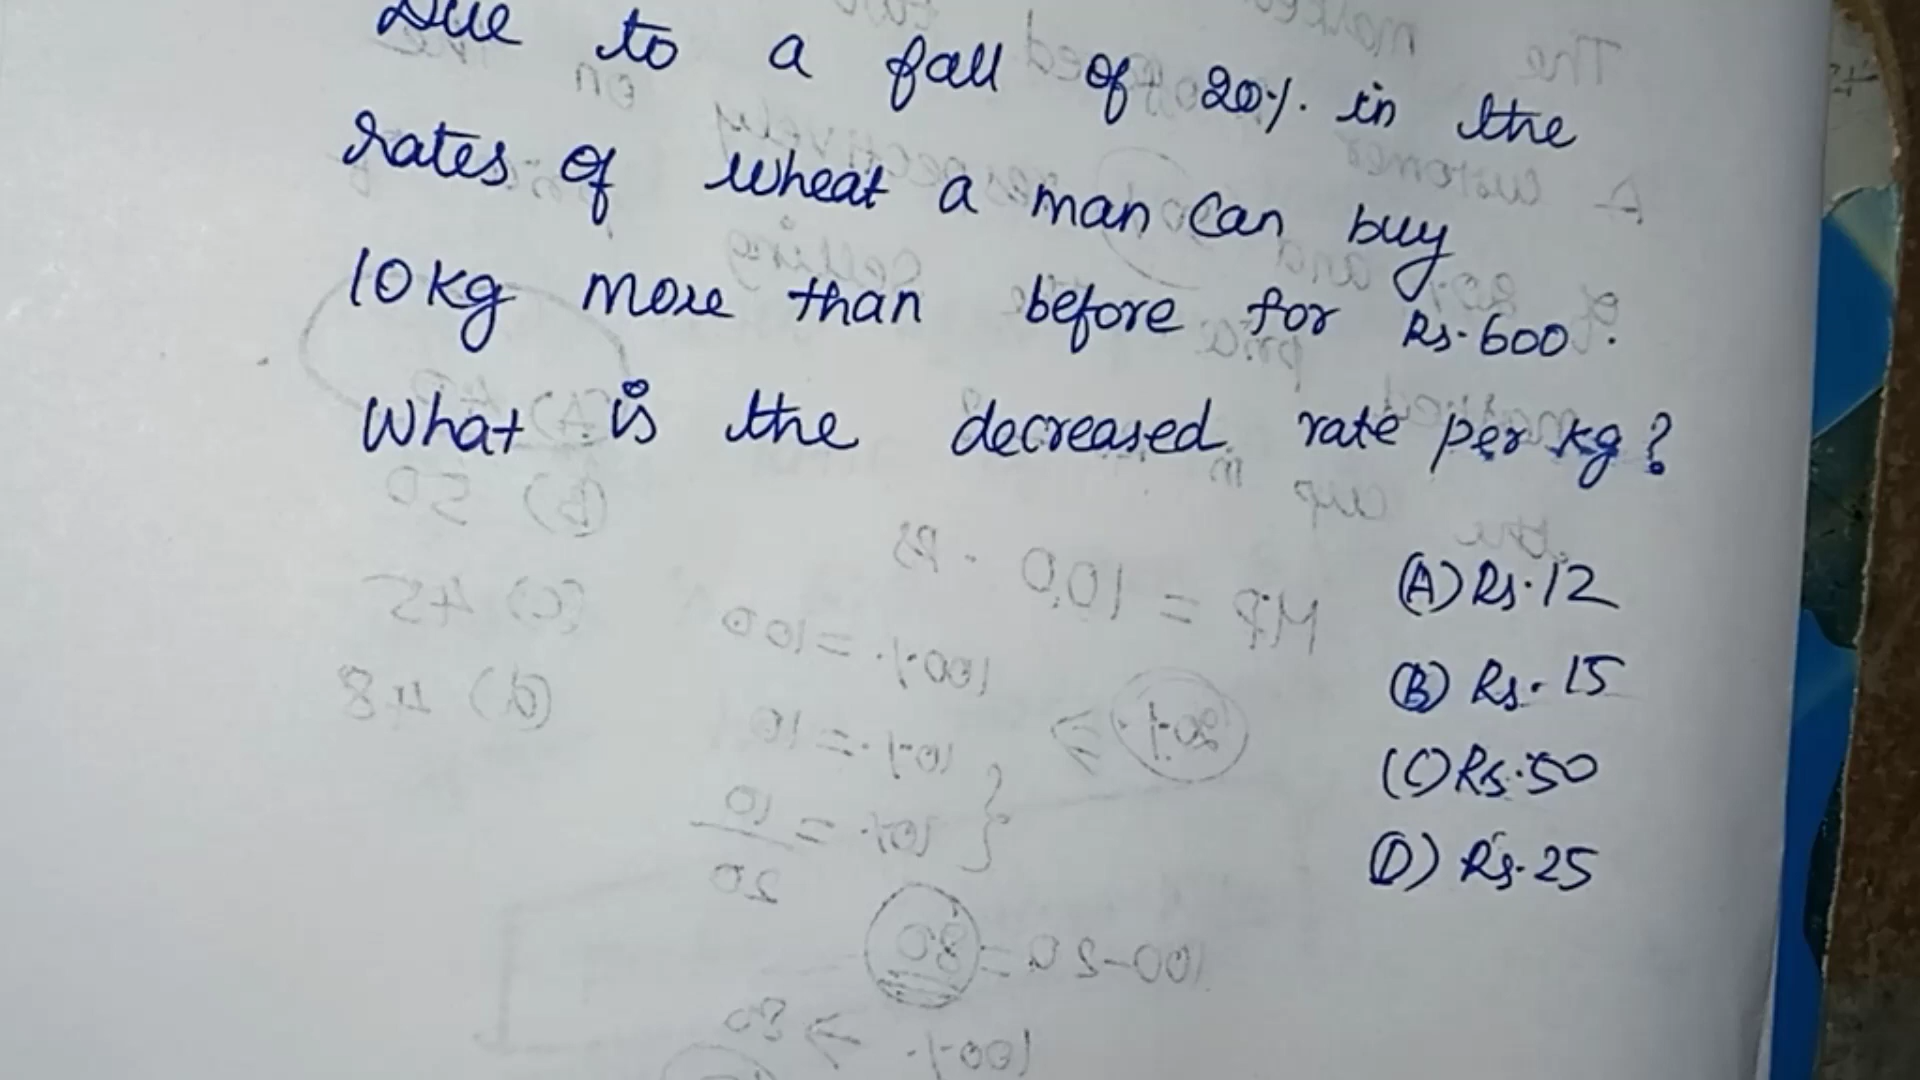 Due to a fall of 20%. in the
rates of wheat a man can buy
10kg more than before for Rs.600.
What is the decreased rate per kg?
(A) Rs.12
(B) Rs.15
(C) Rs.50
(D) Rs.25